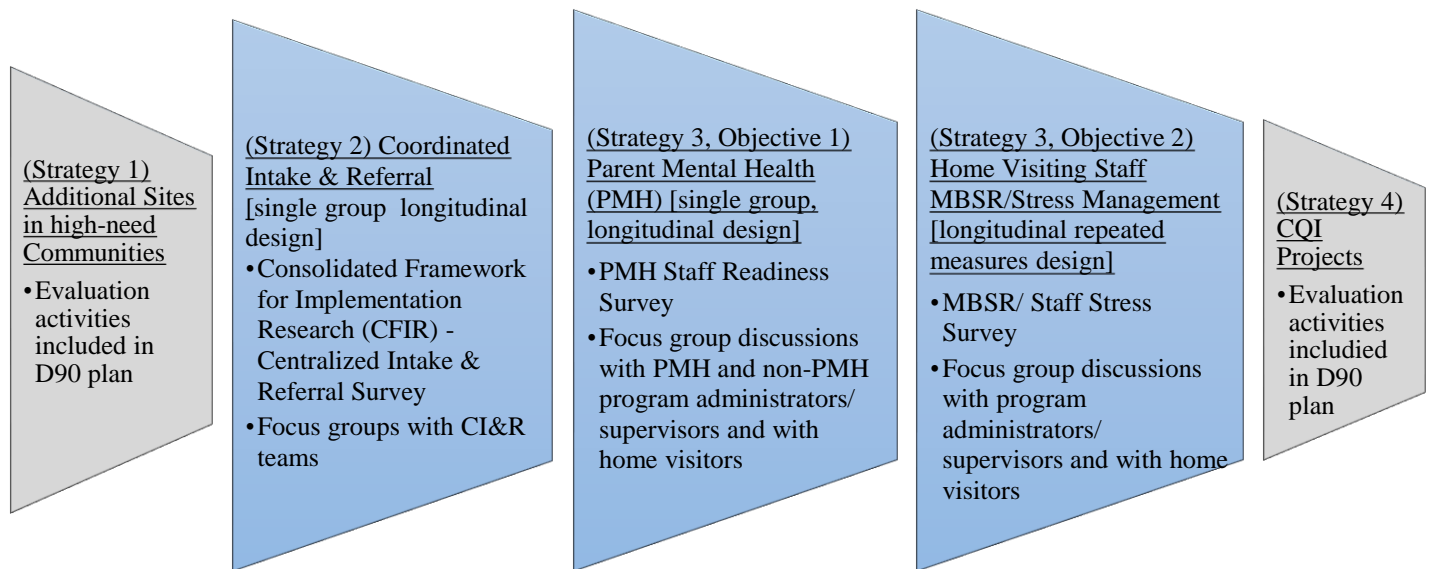 (Strategy 1)
Additional Sites
in high-need
Communities
•Evaluation
activities
included in
D90 plan
(Strategy 2) Coordinated
Intake & Referral
[single group longitudinal
design]
•Consolidated Framework
for Implementation
Research (CFIR) -
Centralized Intake &
Referral Survey
•Focus groups with CI&R
teams
(Strategy 3, Objective 1)
Parent Mental Health
(PMH) [single group,
longitudinal design]
•PMH Staff Readiness
Survey
•Focus group discussions
with PMH and non-PMH
program administrators/
supervisors and with
home visitors
(Strategy 3, Objective 2)
Home Visiting Staff
MBSR/Stress Management
[longitudinal repeated
measures design]
•MBSR/ Staff Stress
Survey
•Focus group discussions
with program
administrators/
supervisors and with home
visitors
(Strategy 4)
CQI
Projects
•Evaluation
activities
includied
in D90
plan